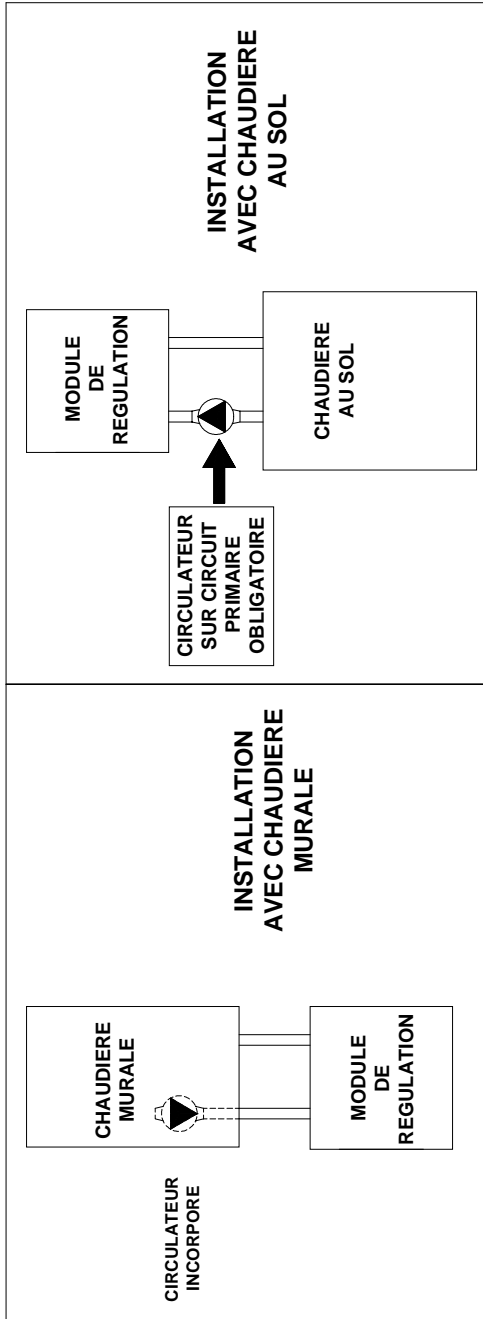 INSTALLATION
AVEC CHAUDIERE
MURALE
CHAUDIERE
MURALE
CIRCULATEUR
INCORPORE
MODULE
DE
REGULATION
INSTALLATION
AVEC CHAUDIERE
AU SOL
MODULE
DE
REGULATION
CIRCULATEUR
SUR CIRCUIT
PRIMAIRE
OBLIGATOIRE
CHAUDIERE
AU SOL